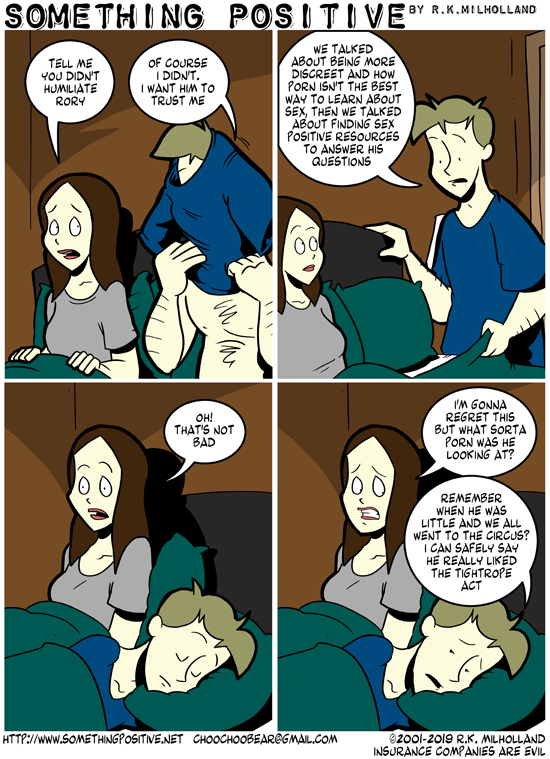 SOMETHING POSITIVE BY R.K.MILHOLLAND
TELL ME
YOU DIDN'T
HUMILIATE
RORY
OF COURSE
I DIDN'T.
I WANT HIM TO
TRUST ME
WE TALKED
ABOUT BEING MORE
DISCREET AND HOW
PORN ISN'T THE BEST
WAY TO LEARN ABOUT
SEX, THEN WE TALKED
ABOUT FINDING SEX
POSITIVE RESOURCES
TO ANSWER HIS
QUESTIONS
OH!
THAT'S NOT
BAD
I'M GONNA
REGRET THIS
BUT WHAT SORTA
PORN WAS HE
LOOKING AT?
REMEMBER
WHEN HE WAS
LITTLE AND WE ALL
WENT TO THE CIRCUS?
I CAN SAFELY SAY
HE REALLY LIKED
THE TIGHTROPE
ACT
HTTP://WWW.SOMETHINGPOSITIVE.NET CHOOCHOOBEAR@GMAIL.COM
©2001-2019 R.K. MILHOLLAND
INSURANCE COMPANIES ARE EVIL